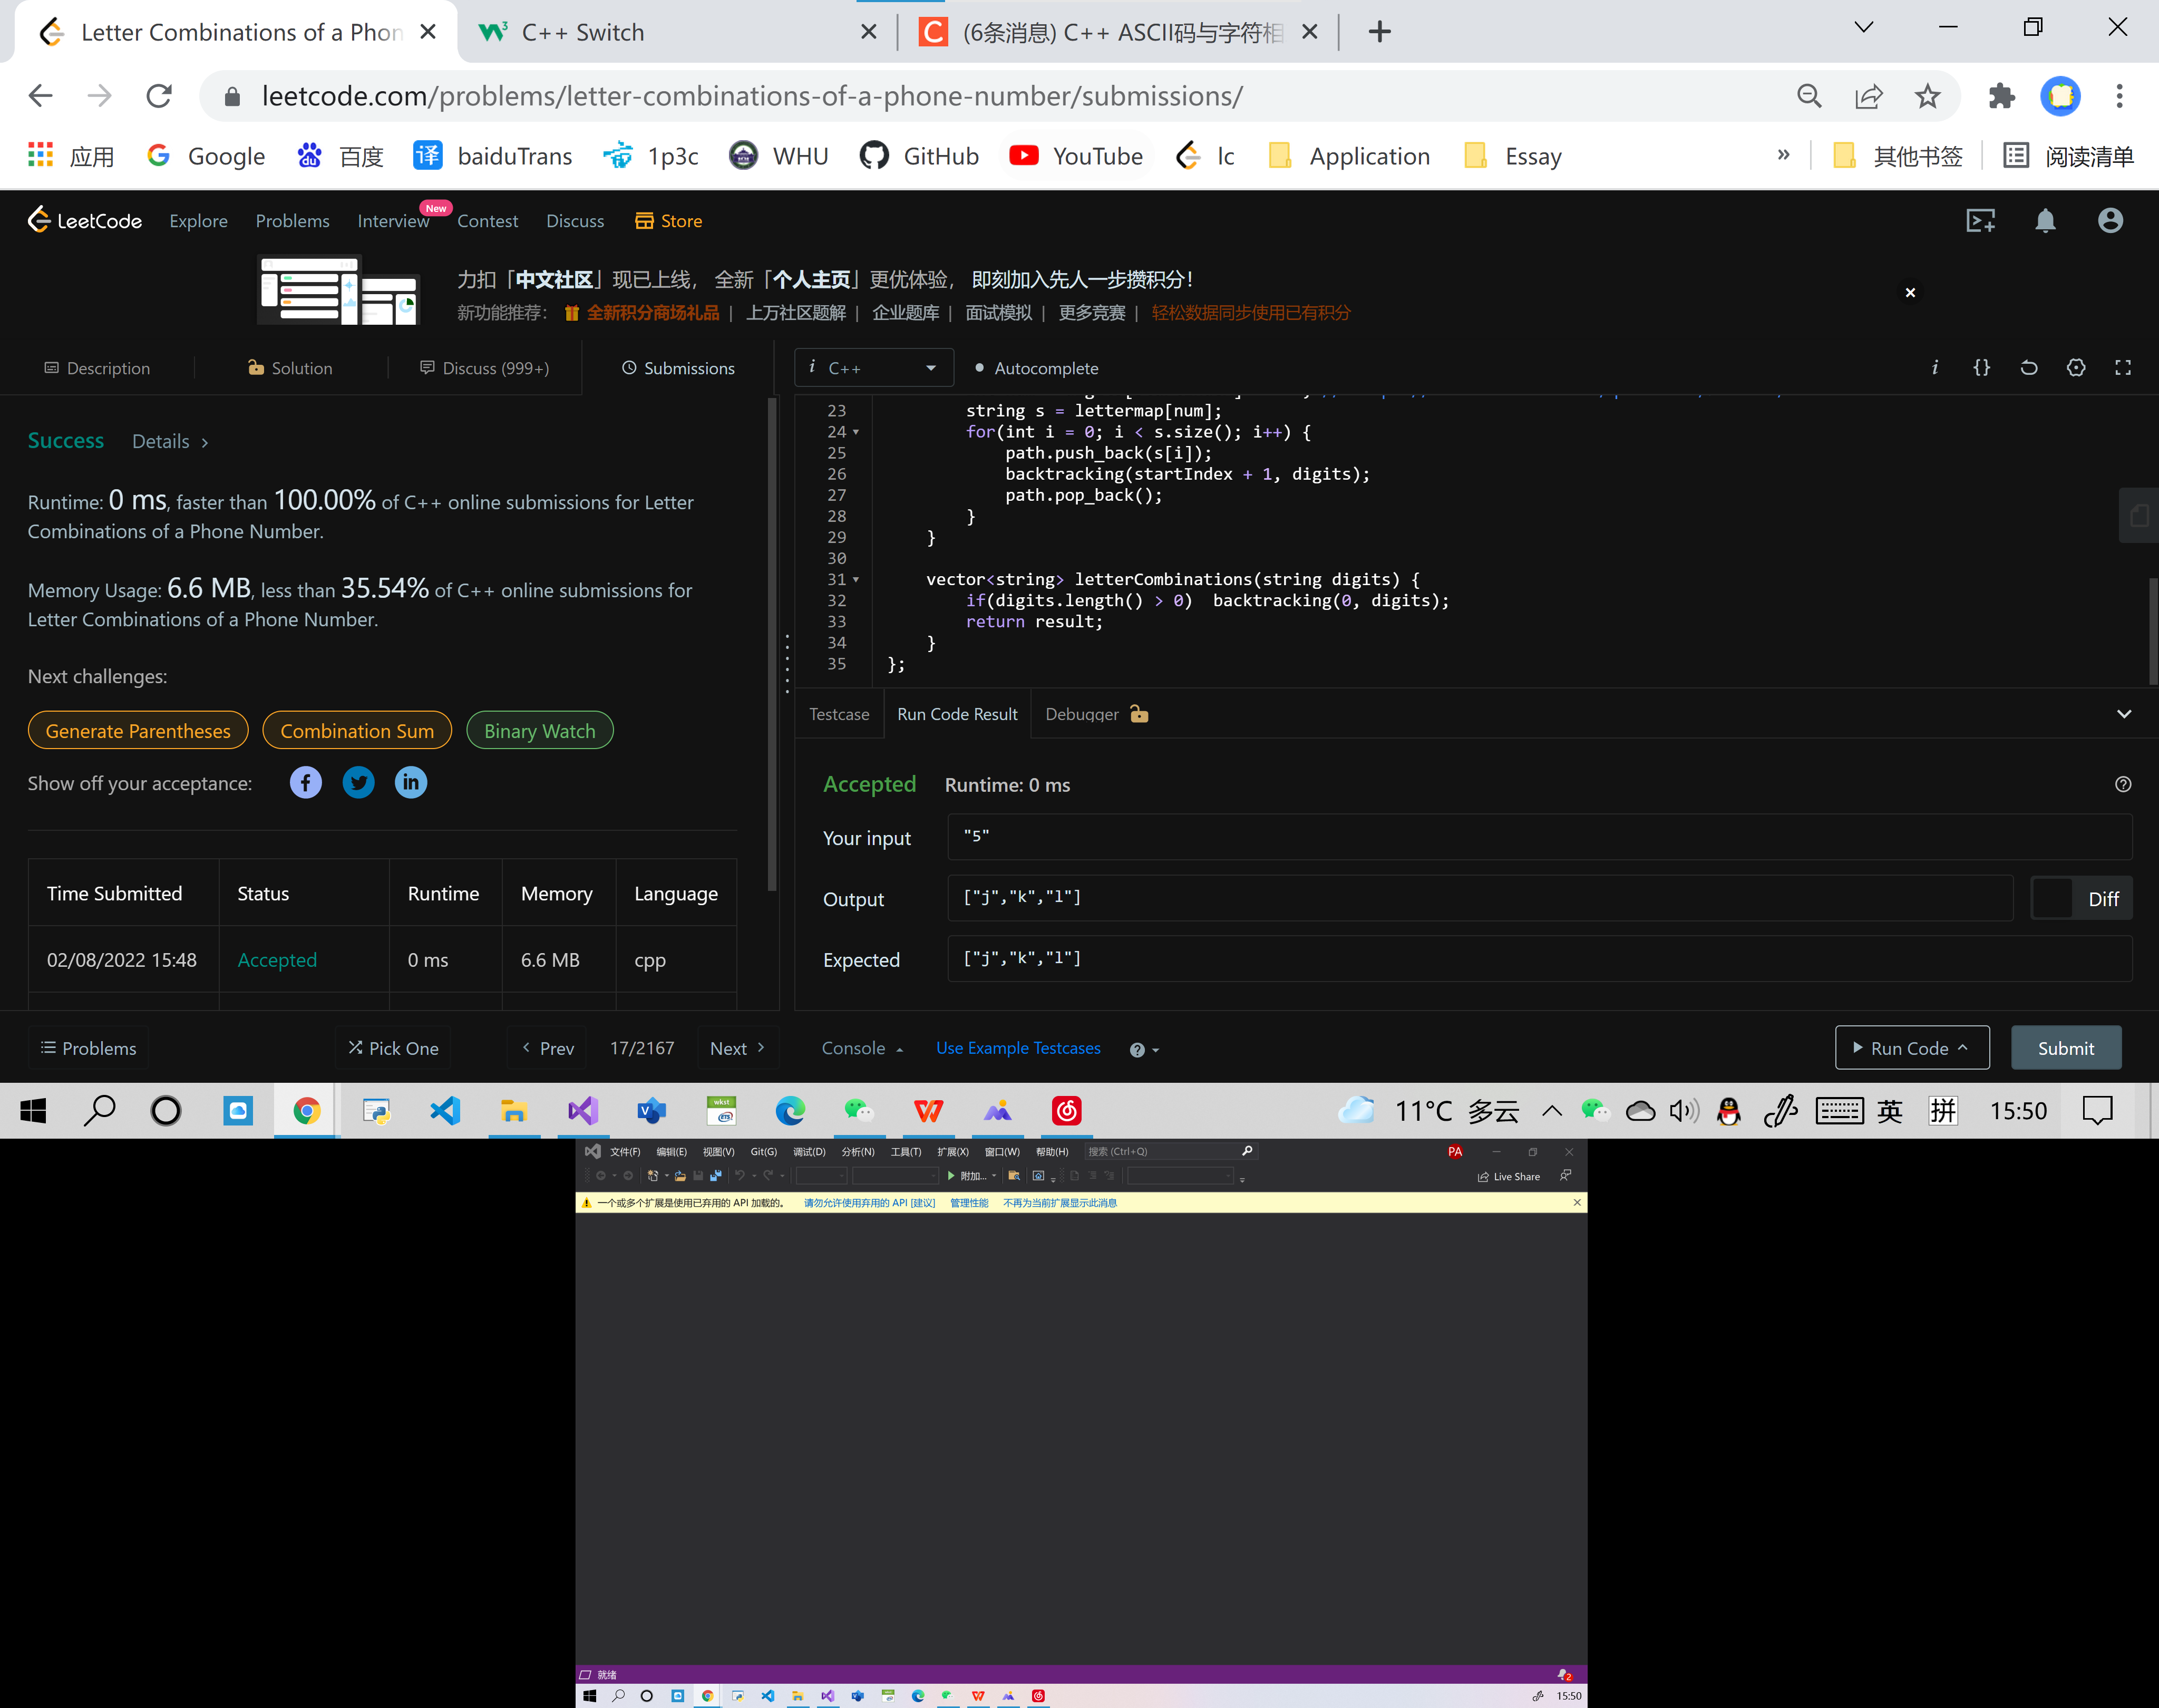 Letter Combinations of a Phon
C++ Switch
(6条消息) C++ ASCII码与字符相
leetcode.com/problems/letter-combinations-of-a-phone-number/submissions/
应用 Google 百度 译 baiduTrans 1p3c WHU GitHub YouTube lc Application Essay » 其他书签 阅读清单
LeetCode Explore Problems Interview New Contest Discuss Store
力扣「中文社区」现已上线，全新「个人主页」更优体验，即刻加入先人一步攒积分！
新功能推荐： 全新积分商场礼品 | 上万社区题解 | 企业题库 | 面试模拟 | 更多竞赛 | 轻松数据同步使用已有积分
Description Solution Discuss (999+) Submissions
i C++ Autocomplete
Success Details
Runtime: 0 ms, faster than 100.00% of C++ online submissions for Letter
Combinations of a Phone Number.
Memory Usage: 6.6 MB, less than 35.54% of C++ online submissions for
Letter Combinations of a Phone Number.
Next challenges:
Generate Parentheses Combination Sum Binary Watch
Show off your acceptance:
Time Submitted Status Runtime Memory Language
02/08/2022 15:48 Accepted 0 ms 6.6 MB cpp
Problems Pick One Prev 17/2167 Next
23 string s = lettermap[num];
24 for(int i = 0; i < s.size(); i++) {
25 path.push_back(s[i]);
26 backtracking(startIndex + 1, digits);
27 path.pop_back();
28 }
29 }
30
31 vector<string> letterCombinations(string digits) {
32 if(digits.length() > 0) backtracking(0, digits);
33 return result;
34 }
35 };
Testcase Run Code Result Debugger
Accepted Runtime: 0 ms
Your input "5"
Output ["j","k","l"] Diff
Expected ["j","k","l"]
Console Use Example Testcases Run Code Submit
11°C 多云 英 拼 15:50
文件(F) 编辑(E) 视图(V) Git(G) 调试(D) 分析(N) 工具(T) 扩展(X) 窗口(W) 帮助(H) 搜索 (Ctrl+Q) PA
附加... Live Share
一个或多个扩展是使用已弃用的 API 加载的。 请勿允许使用弃用的 API [建议] 管理性能 不再为当前扩展显示此消息
就绪 2
15:50